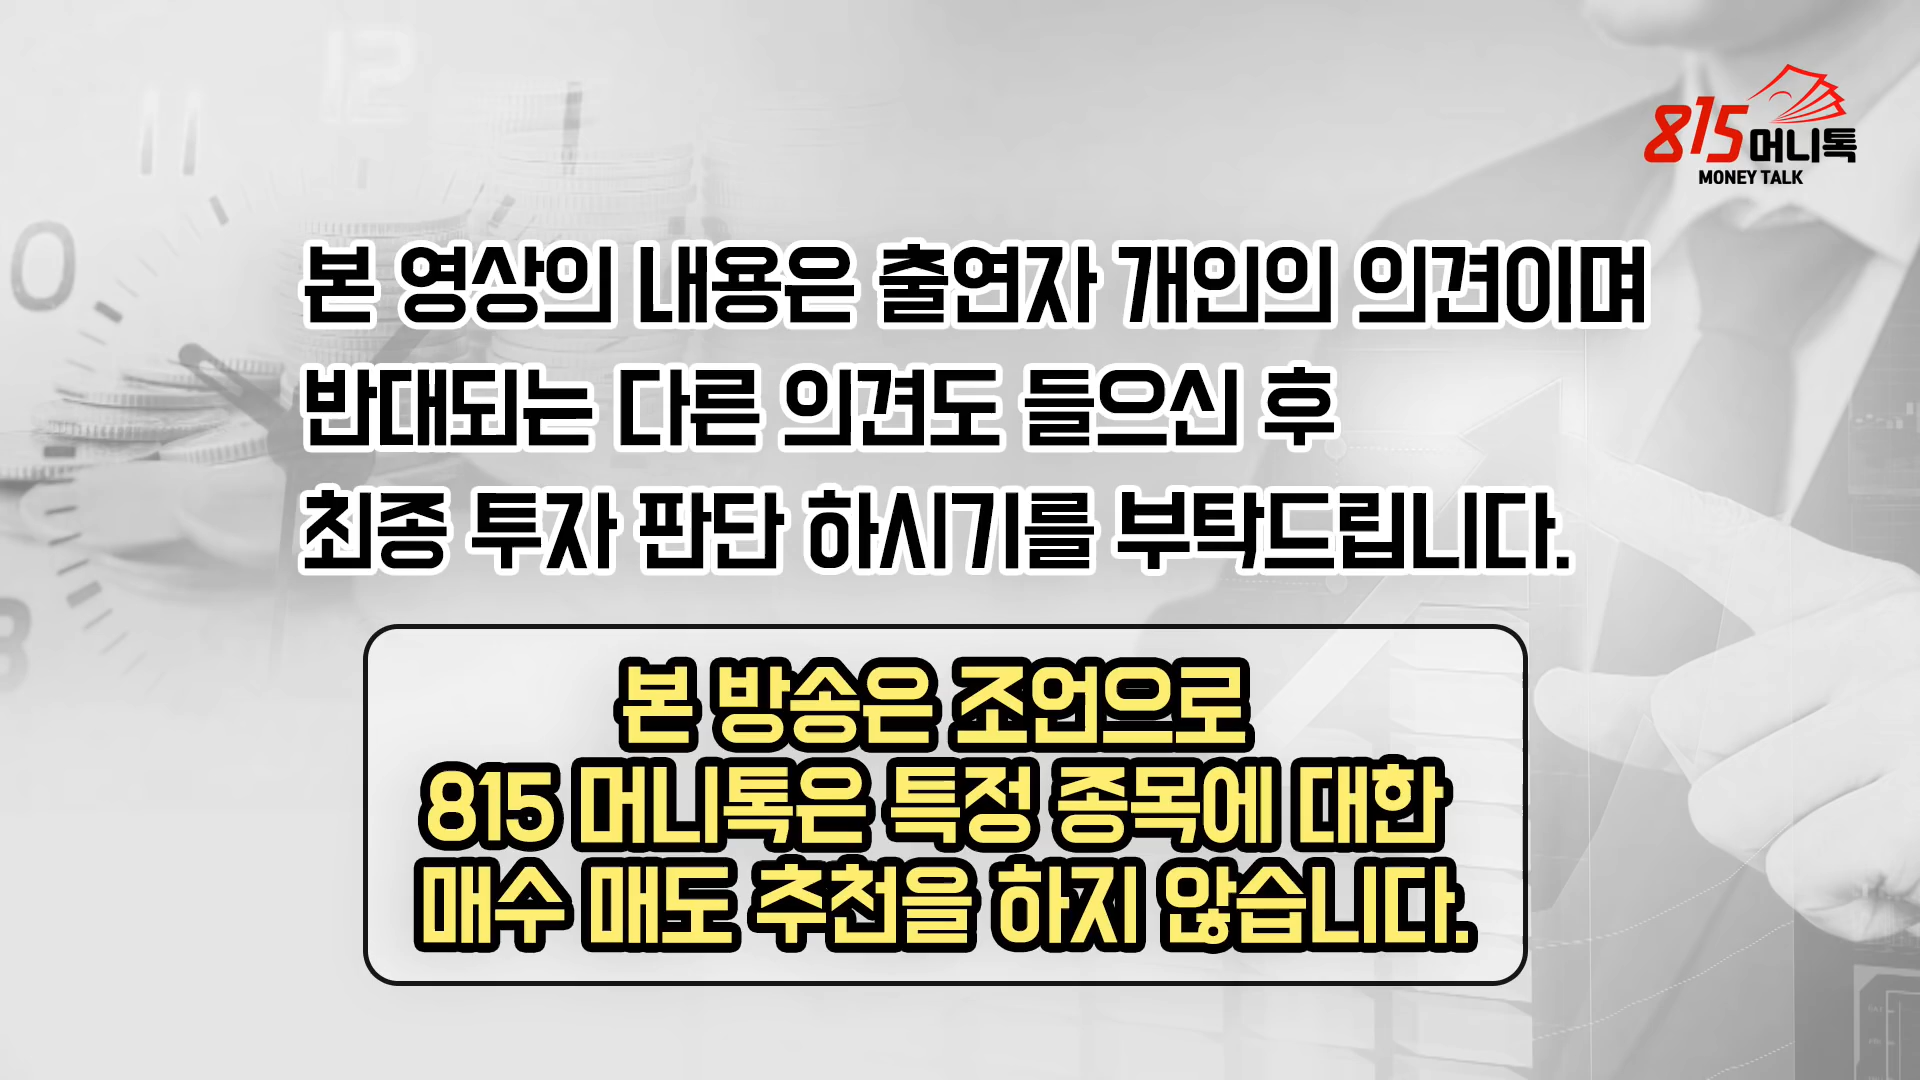 815머니톡
MONEY TALK
본 영상의 내용은 출연자 개인의 의견이며
반대되는 다른 의견도 들으신 후
최종 투자 판단 하시기를 부탁드립니다.
본 방송은 조언으로
815 머니톡은 특정 종목에 대한
매수 매도 추천을 하지 않습니다.
12
11
10
8